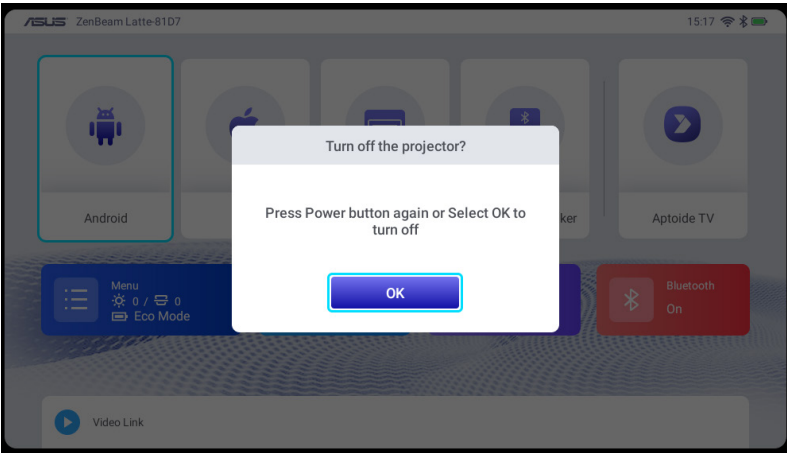 ASUS ZenBeam Latte-81D7
15:17
Turn off the projector?
Press Power button again or Select OK to
turn off
OK
Android
ker
Aptoide TV
Menu
0 / 0
Eco Mode
Bluetooth
On
Video Link